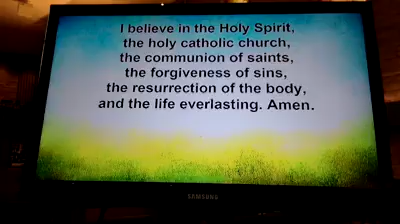 I believe in the Holy Spirit,
the holy catholic church,
the communion of saints,
the forgiveness of sins,
the resurrection of the body,
and the life everlasting. Amen.
SAMSUNG